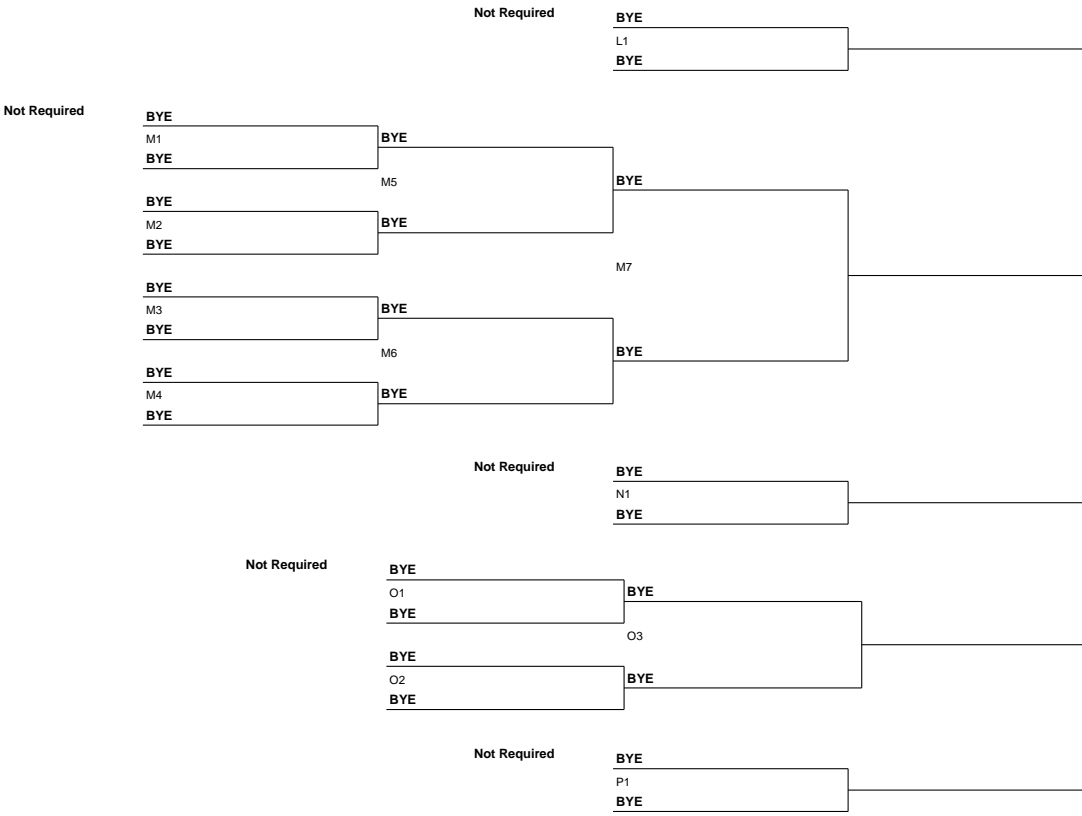 Not Required
BYE
L1
BYE
Not Required
BYE
M1
BYE
BYE
M5
BYE
BYE
M2
BYE
BYE
M7
BYE
M3
BYE
BYE
M6
BYE
BYE
M4
BYE
BYE
Not Required
BYE
N1
BYE
Not Required
BYE
O1
BYE
BYE
O3
BYE
BYE
O2
BYE
Not Required
BYE
P1
BYE